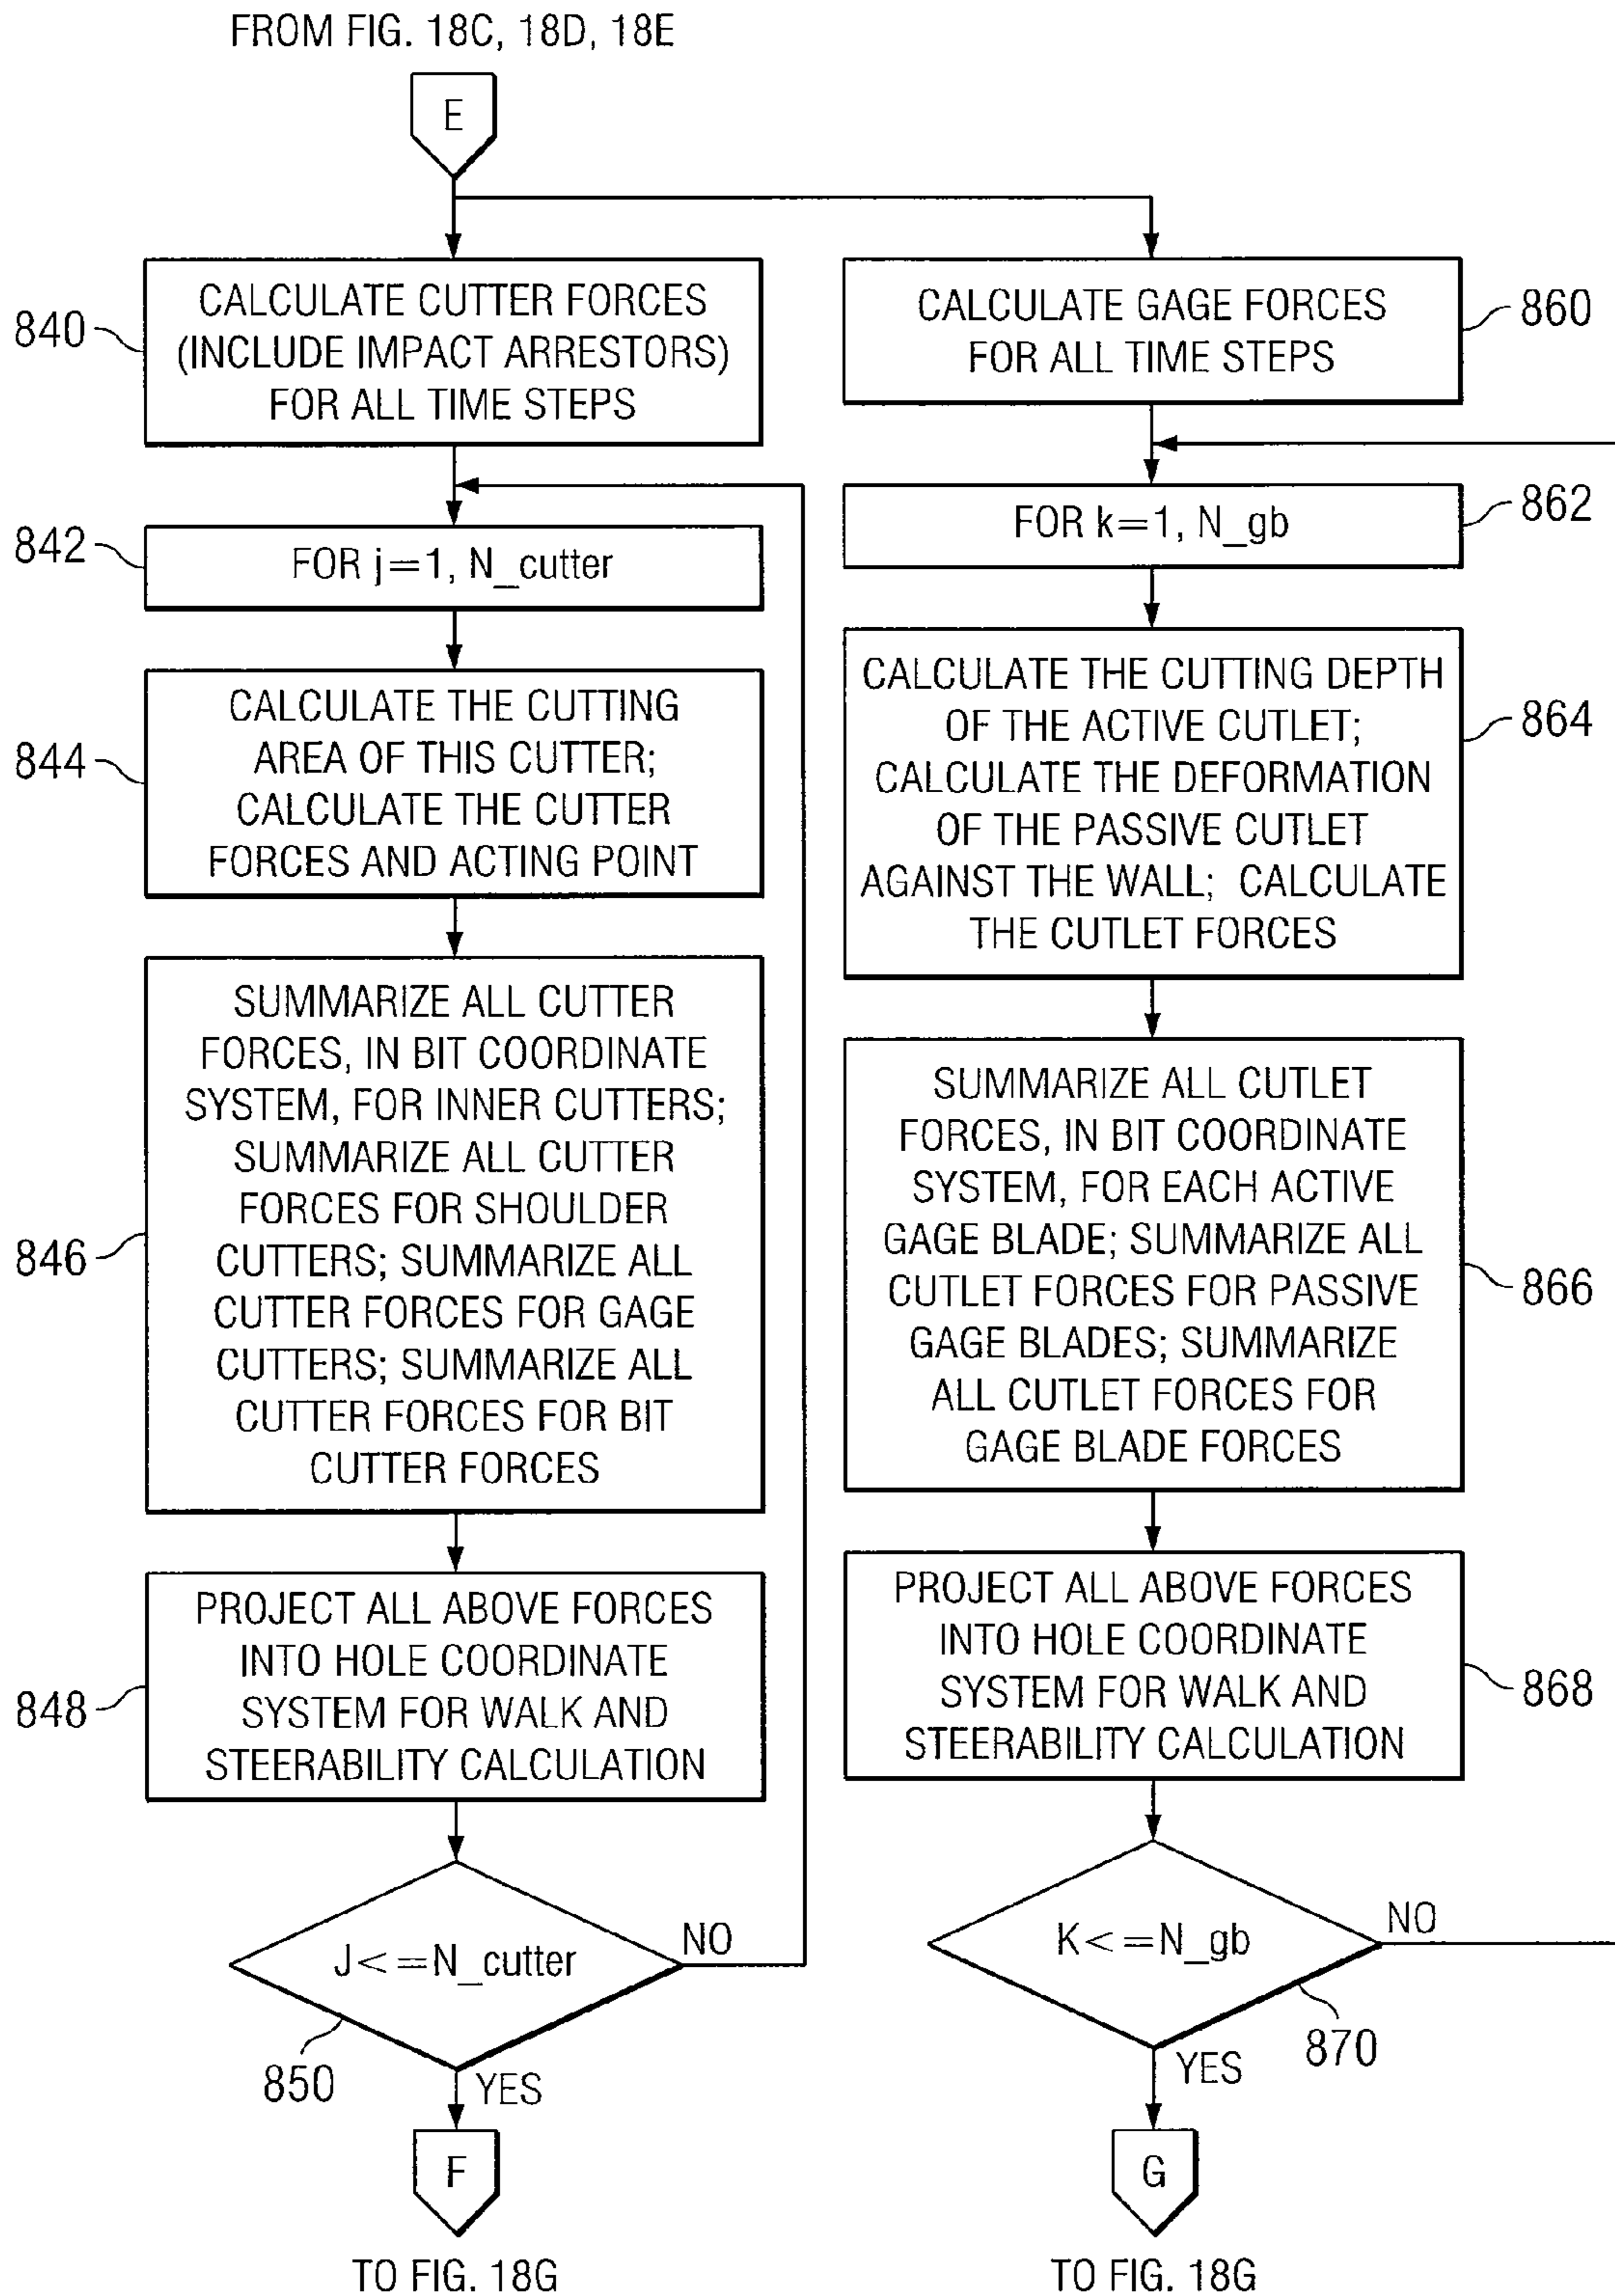 FROM FIG. 18C, 18D, 18E
E
840
CALCULATE CUTTER FORCES
(INCLUDE IMPACT ARRESTORS)
FOR ALL TIME STEPS
842
FOR j=1, N_cutter
844
CALCULATE THE CUTTING
AREA OF THIS CUTTER;
CALCULATE THE CUTTER
FORCES AND ACTING POINT
846
SUMMARIZE ALL CUTTER
FORCES, IN BIT COORDINATE
SYSTEM, FOR INNER CUTTERS;
SUMMARIZE ALL CUTTER
FORCES FOR SHOULDER
CUTTERS; SUMMARIZE ALL
CUTTER FORCES FOR GAGE
CUTTERS; SUMMARIZE ALL
CUTTER FORCES FOR BIT
CUTTER FORCES
848
PROJECT ALL ABOVE FORCES
INTO HOLE COORDINATE
SYSTEM FOR WALK AND
STEERABILITY CALCULATION
J<=N_cutter
NO
850
YES
F
TO FIG. 18G
CALCULATE GAGE FORCES
FOR ALL TIME STEPS
860
FOR k=1, N_gb
862
CALCULATE THE CUTTING DEPTH
OF THE ACTIVE CUTLET;
CALCULATE THE DEFORMATION
OF THE PASSIVE CUTLET
AGAINST THE WALL; CALCULATE
THE CUTLET FORCES
864
SUMMARIZE ALL CUTLET
FORCES, IN BIT COORDINATE
SYSTEM, FOR EACH ACTIVE
GAGE BLADE; SUMMARIZE ALL
CUTLET FORCES FOR PASSIVE
GAGE BLADES; SUMMARIZE
ALL CUTLET FORCES FOR
GAGE BLADE FORCES
866
PROJECT ALL ABOVE FORCES
INTO HOLE COORDINATE
SYSTEM FOR WALK AND
STEERABILITY CALCULATION
868
K<=N_gb
NO
870
YES
G
TO FIG. 18G